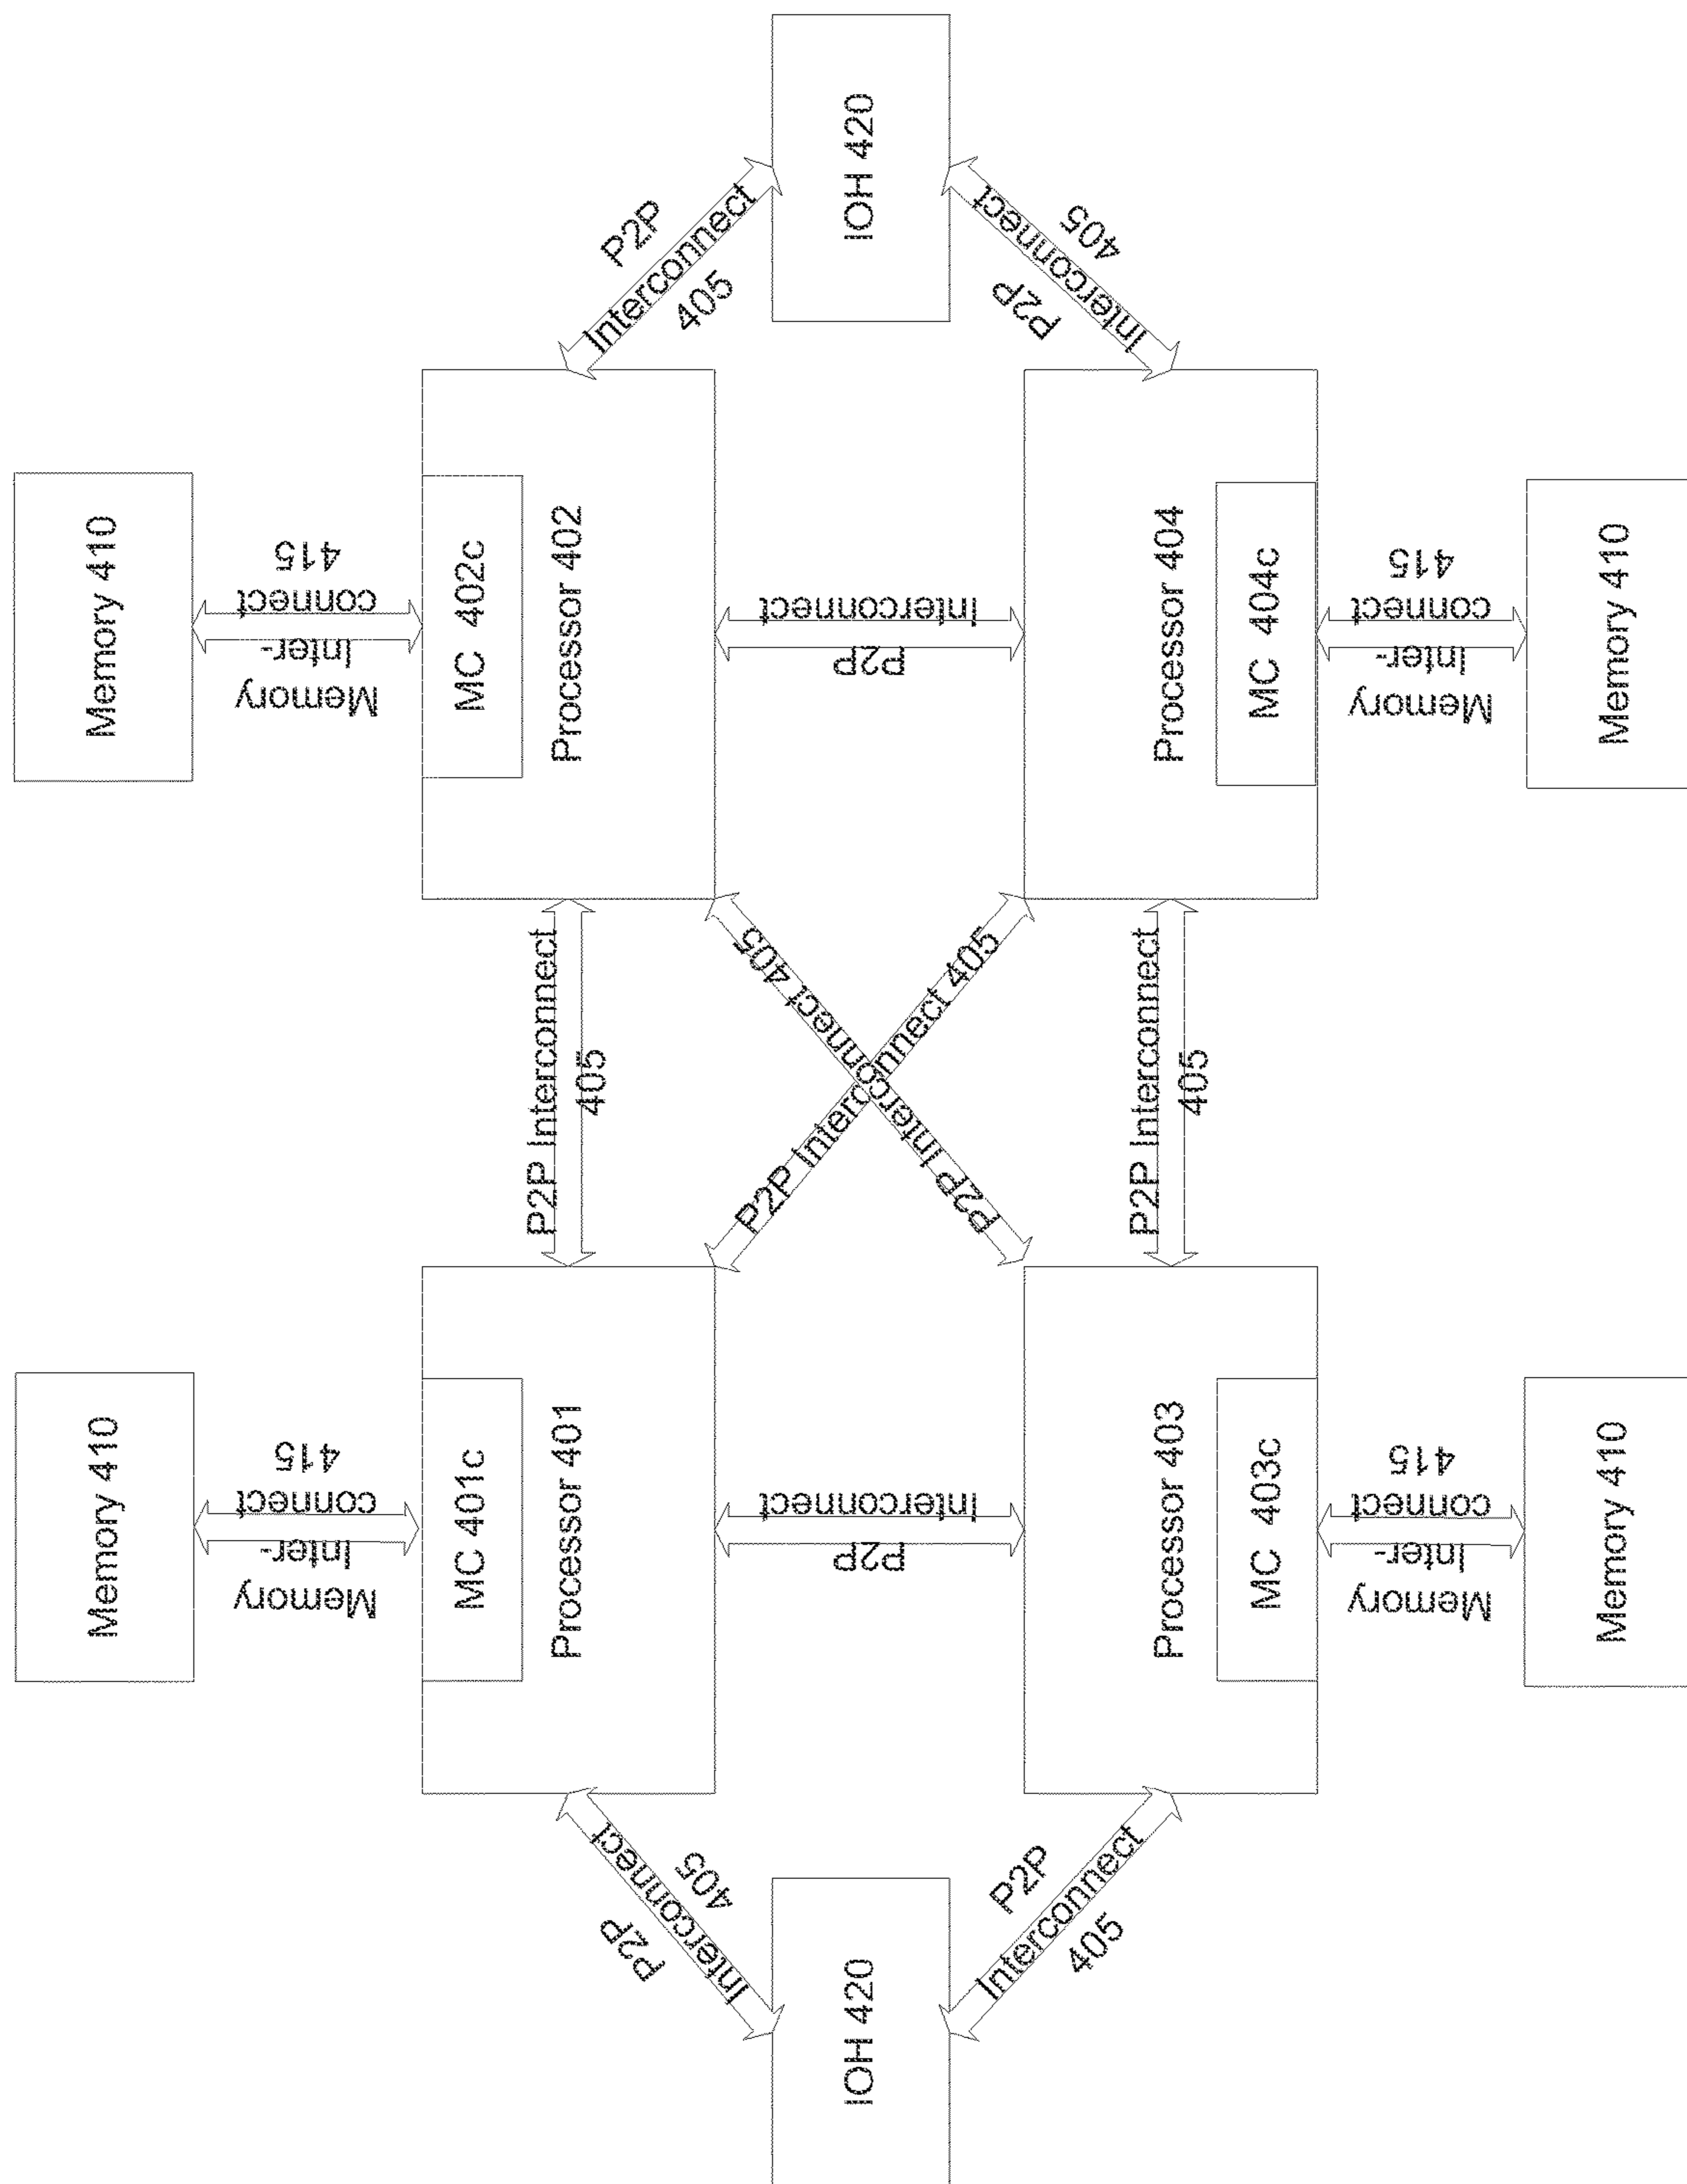 Memory 410
Memory 410
Memory
Inter-
connect
415
Memory
Inter-
connect
415
MC 401c
MC 402c
Processor 401
P2P Interconnect
405
Processor 402
P2P
Interconnect
405
P2P
Interconnect
405
IOH 420
P2P
Interconnect
P2P Interconnect 405
P2P Interconnect 405
P2P
Interconnect
IOH 420
P2P
Interconnect
405
P2P
Interconnect
405
Processor 403
P2P Interconnect
405
Processor 404
MC 403c
MC 404c
Memory
Inter-
connect
415
Memory
Inter-
connect
415
Memory 410
Memory 410